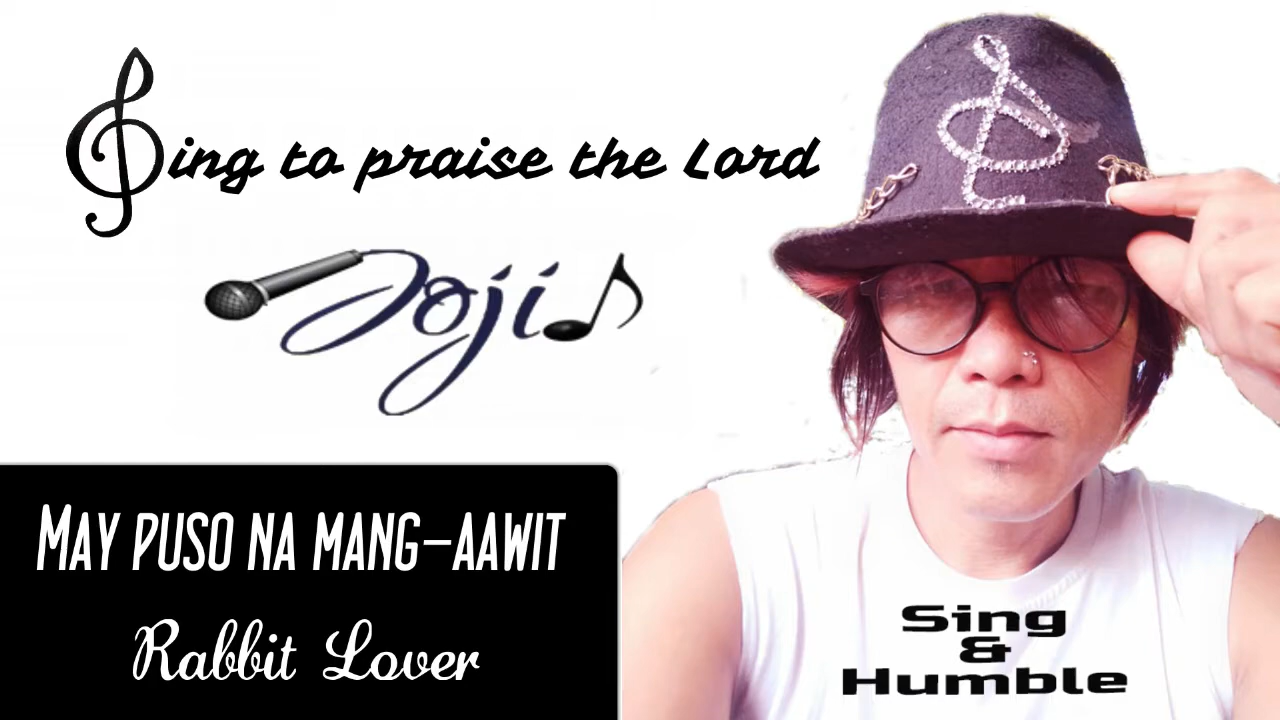 Sing to praise the Lord
Joji
May puso na mang-aawit
Rabbit Lover
Sing
&
Humble